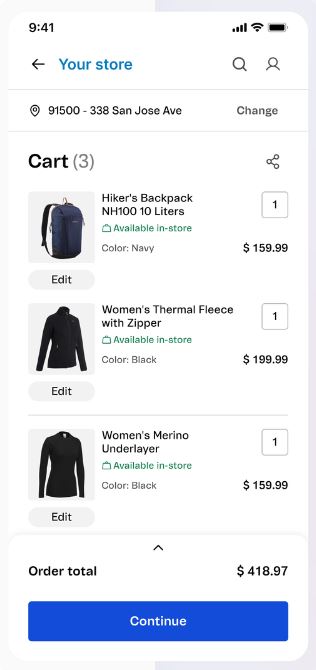 9:41
Your store
91500 - 338 San Jose Ave Change
Cart (3)
Hiker's Backpack
NH100 10 Liters
1
Available in-store
Color: Navy
$ 159.99
Edit
Women's Thermal Fleece
with Zipper
1
Available in-store
Color: Black
$ 199.99
Edit
Women's Merino
Underlayer
1
Available in-store
Color: Black
$ 159.99
Edit
Order total $ 418.97
Continue